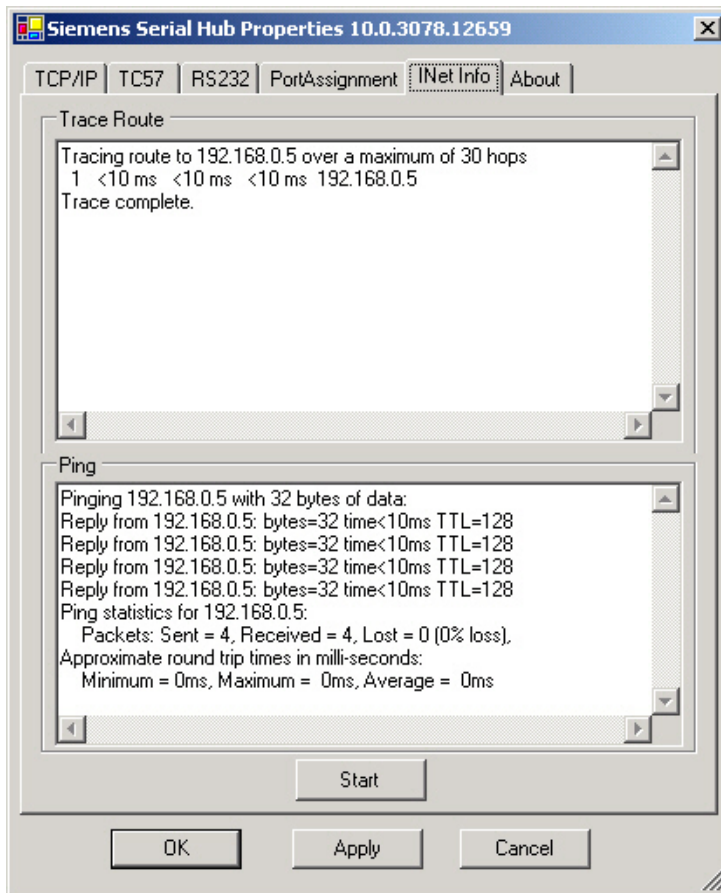 Siemens Serial Hub Properties 10.0.3078.12659
TCP/IP TC57 RS232 PortAssignment INet Info About
Trace Route
Tracing route to 192.168.0.5 over a maximum of 30 hops
1 <10 ms <10 ms <10 ms 192.168.0.5
Trace complete.
Ping
Pinging 192.168.0.5 with 32 bytes of data:
Reply from 192.168.0.5: bytes=32 time<10ms TTL=128
Reply from 192.168.0.5: bytes=32 time<10ms TTL=128
Reply from 192.168.0.5: bytes=32 time<10ms TTL=128
Reply from 192.168.0.5: bytes=32 time<10ms TTL=128
Ping statistics for 192.168.0.5:
Packets: Sent = 4, Received = 4, Lost = 0 (0% loss),
Approximate round trip times in milli-seconds:
Minimum = 0ms, Maximum = 0ms, Average = 0ms
Start
OK Apply Cancel